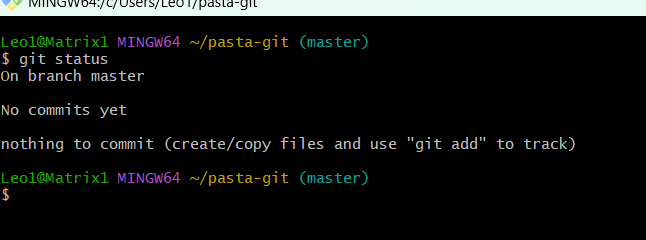 MINGW64:/c/Users/Leo1/pasta-git
Leo1@Matrix1 MINGW64 ~/pasta-git (master)
$ git status
On branch master
No commits yet
nothing to commit (create/copy files and use "git add" to track)
Leo1@Matrix1 MINGW64 ~/pasta-git (master)
$